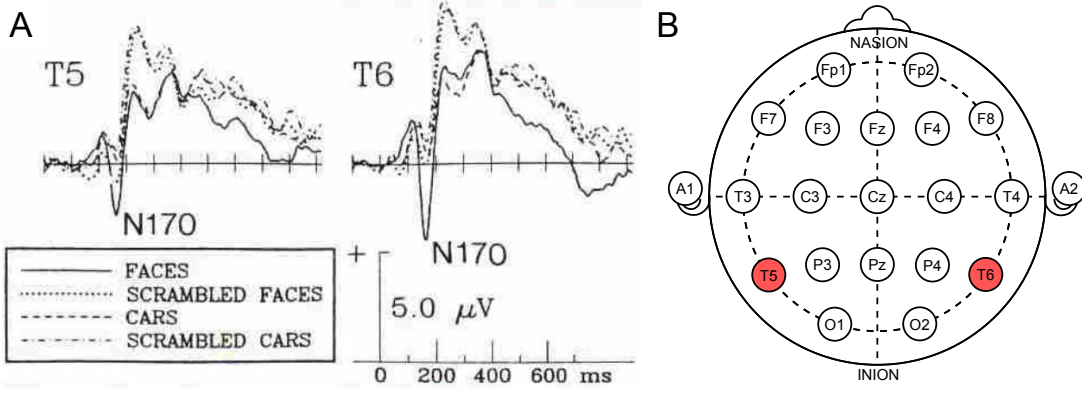 A
T5
T6
N170
N170
FACES
SCRAMBLED FACES
CARS
SCRAMBLED CARS
+
5.0 μV
0 200 400 600 ms
B
NASION
Fp1 Fp2
F7 F3 Fz F4 F8
A1 T3 C3 Cz C4 T4 A2
T5 P3 Pz P4 T6
O1 O2
INION